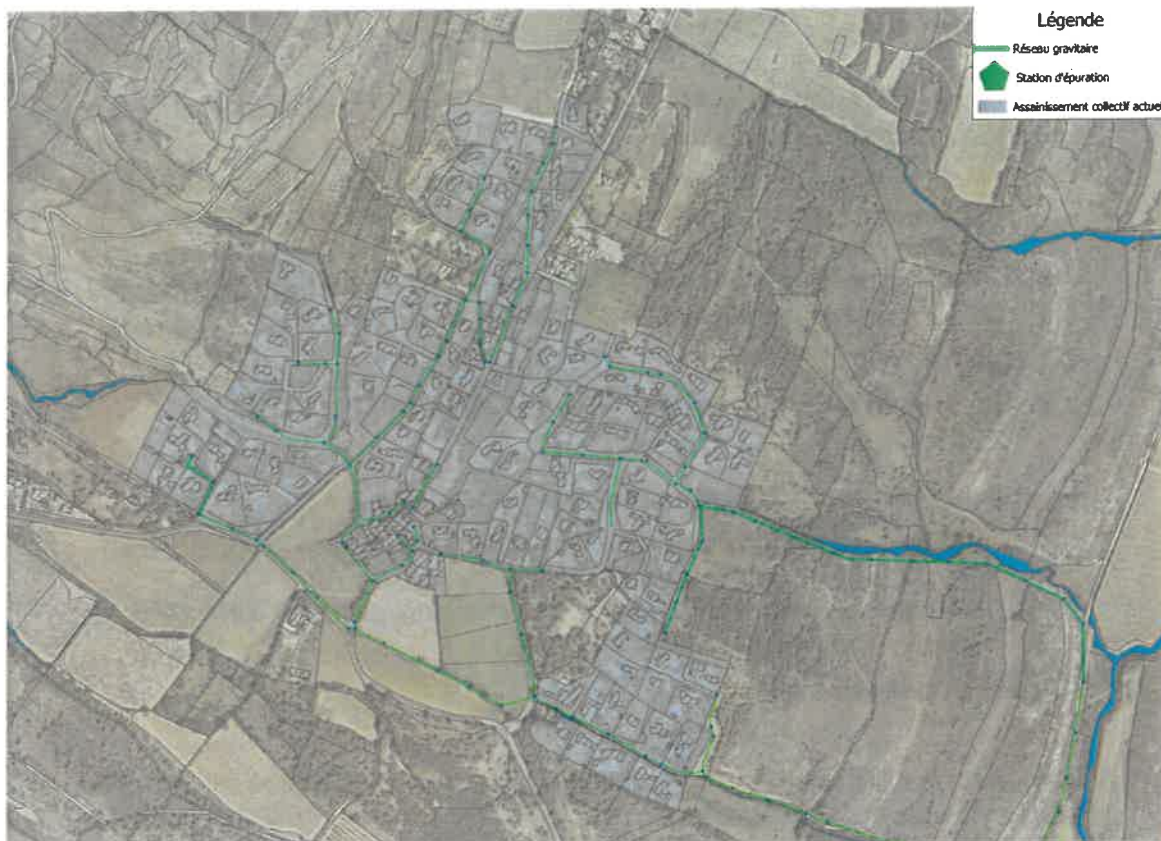 Légende
Réseau gravitaire
Station d'épuration
Assainissement collectif actuel